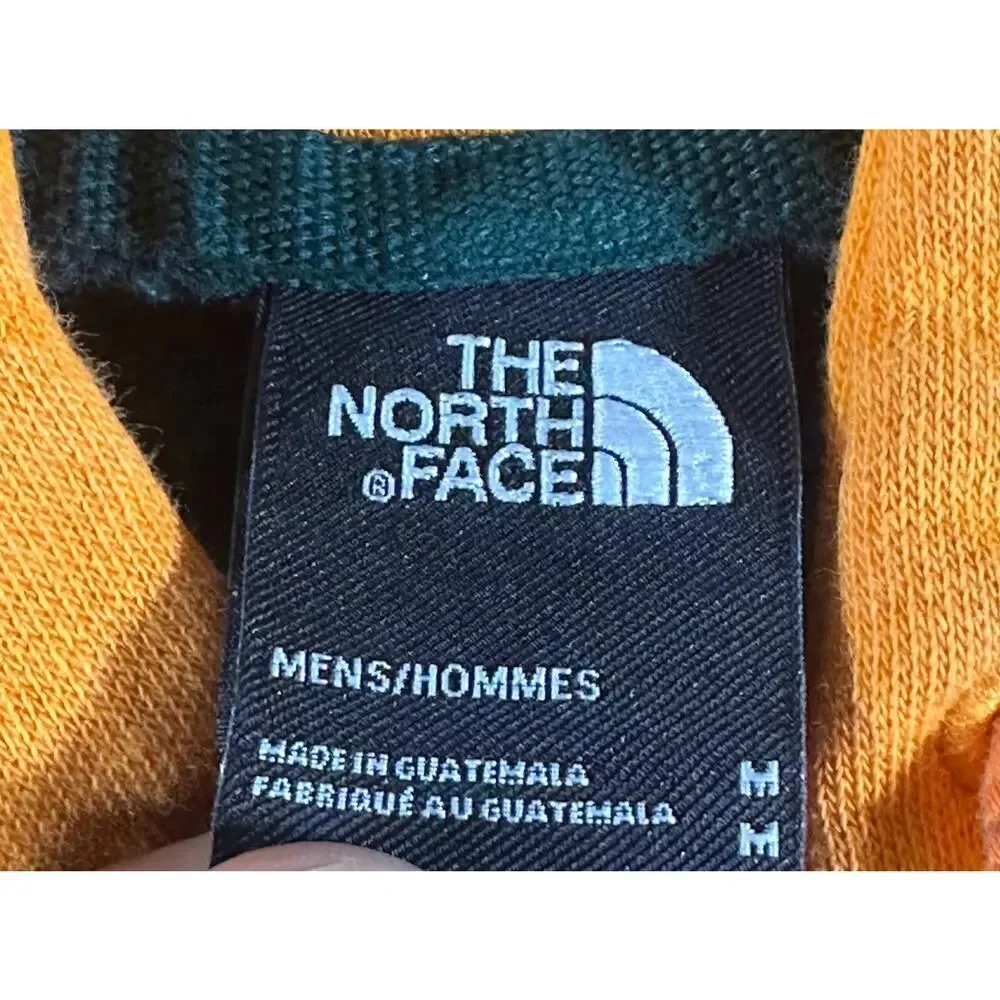 THE
NORTH
®FACE
MENS/HOMMES
MADE IN GUATEMALA M
FABRIQUÉ AU GUATEMALA M